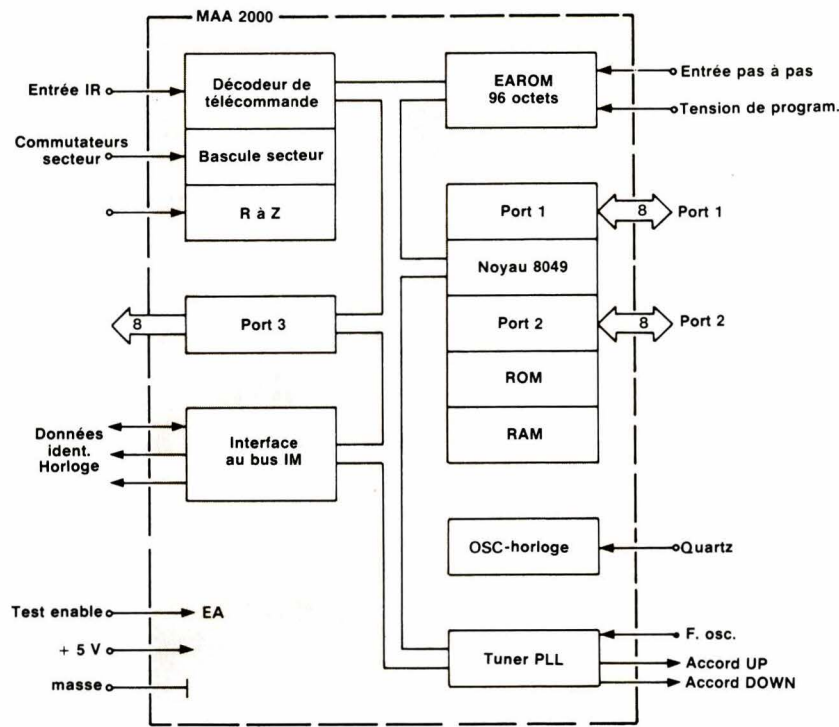 MAA 2000
Entrée IR
Décodeur de
télécommande
Commutateurs
secteur
Bascule secteur
R à Z
8
Port 3
Données
ident.
Horloge
Interface
au bus IM
Test enable
EA
+ 5 V
masse
EAROM
96 octets
Entrée pas à pas
Tension de program.
Port 1
8
Port 1
Noyau 8049
Port 2
8
Port 2
ROM
RAM
OSC-horloge
Quartz
Tuner PLL
F. osc.
Accord UP
Accord DOWN